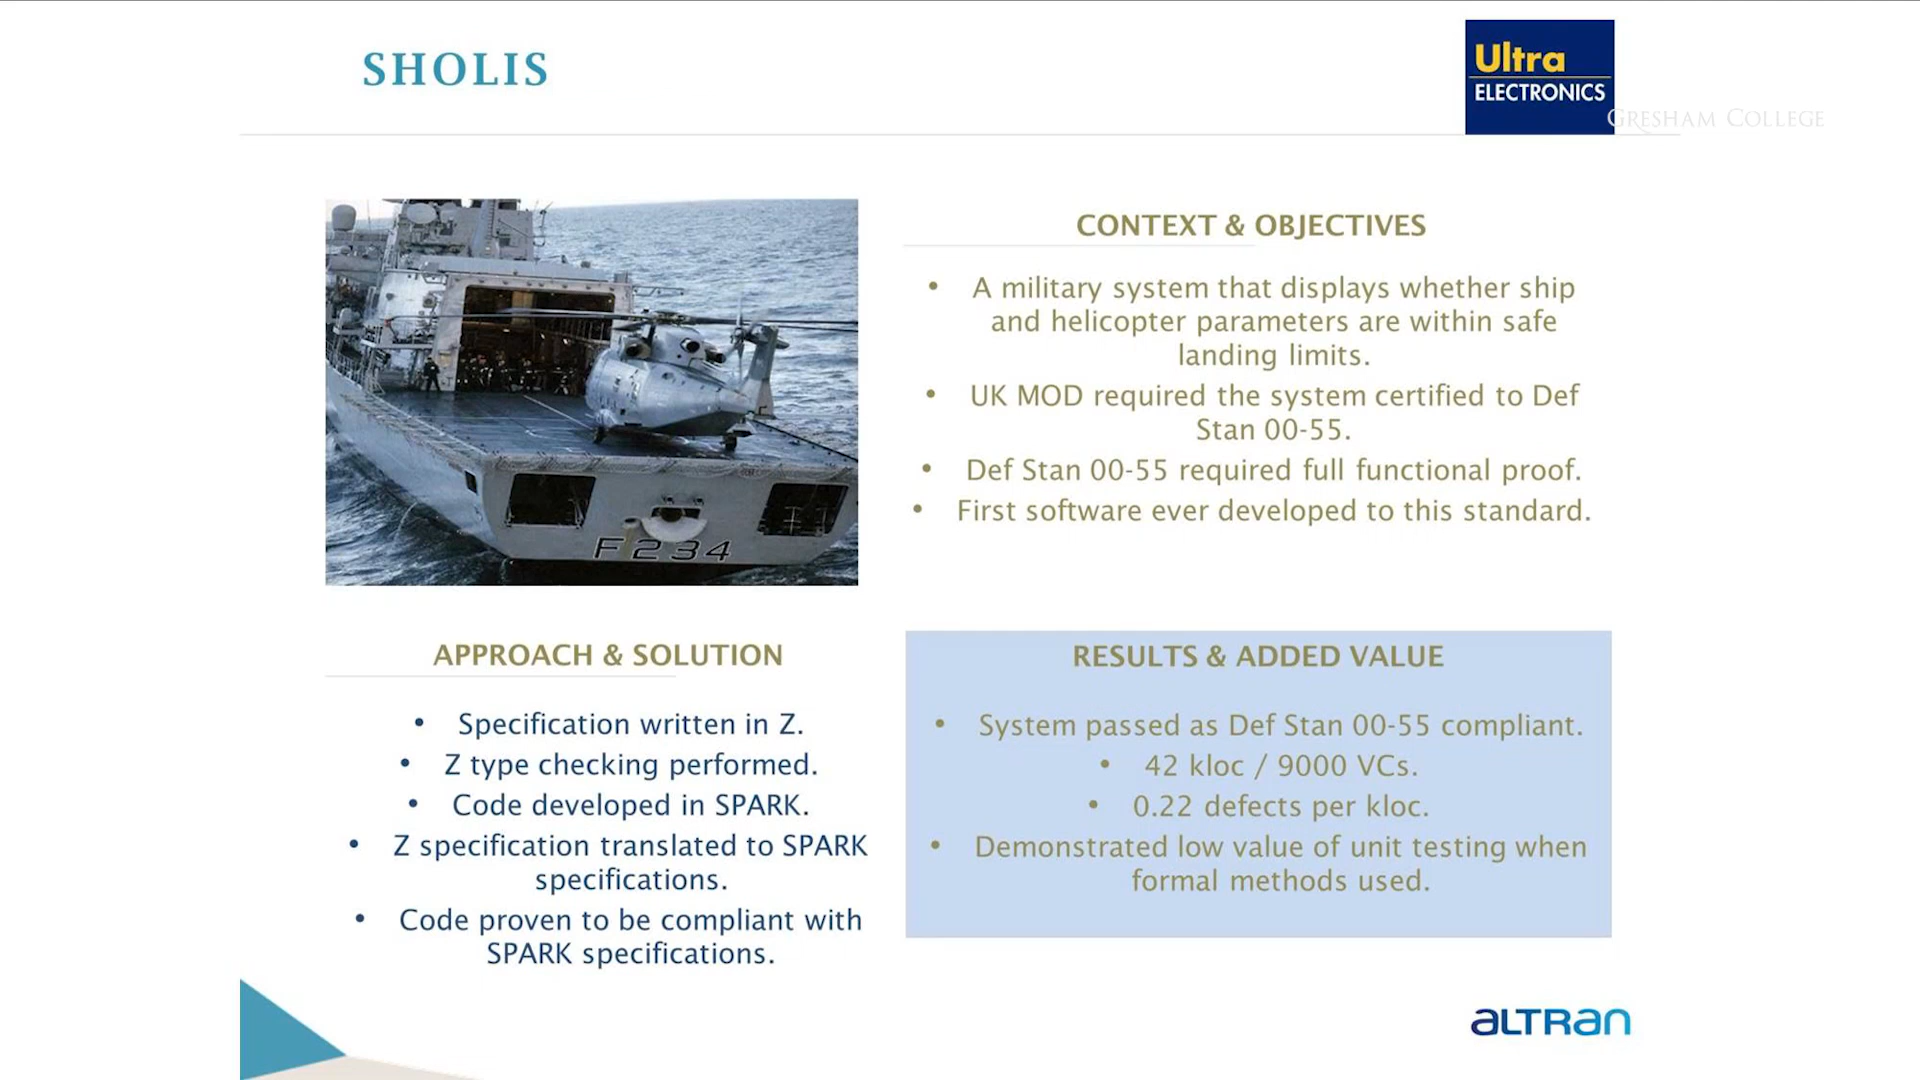 SHOLIS
Ultra
ELECTRONICS
GRESHAM COLLEGE
F234
CONTEXT & OBJECTIVES
• A military system that displays whether ship
and helicopter parameters are within safe
landing limits.
• UK MOD required the system certified to Def
Stan 00-55.
• Def Stan 00-55 required full functional proof.
• First software ever developed to this standard.
APPROACH & SOLUTION
• Specification written in Z.
• Z type checking performed.
• Code developed in SPARK.
• Z specification translated to SPARK
specifications.
• Code proven to be compliant with
SPARK specifications.
RESULTS & ADDED VALUE
• System passed as Def Stan 00-55 compliant.
• 42 kloc / 9000 VCs.
• 0.22 defects per kloc.
• Demonstrated low value of unit testing when
formal methods used.
ALTRAN